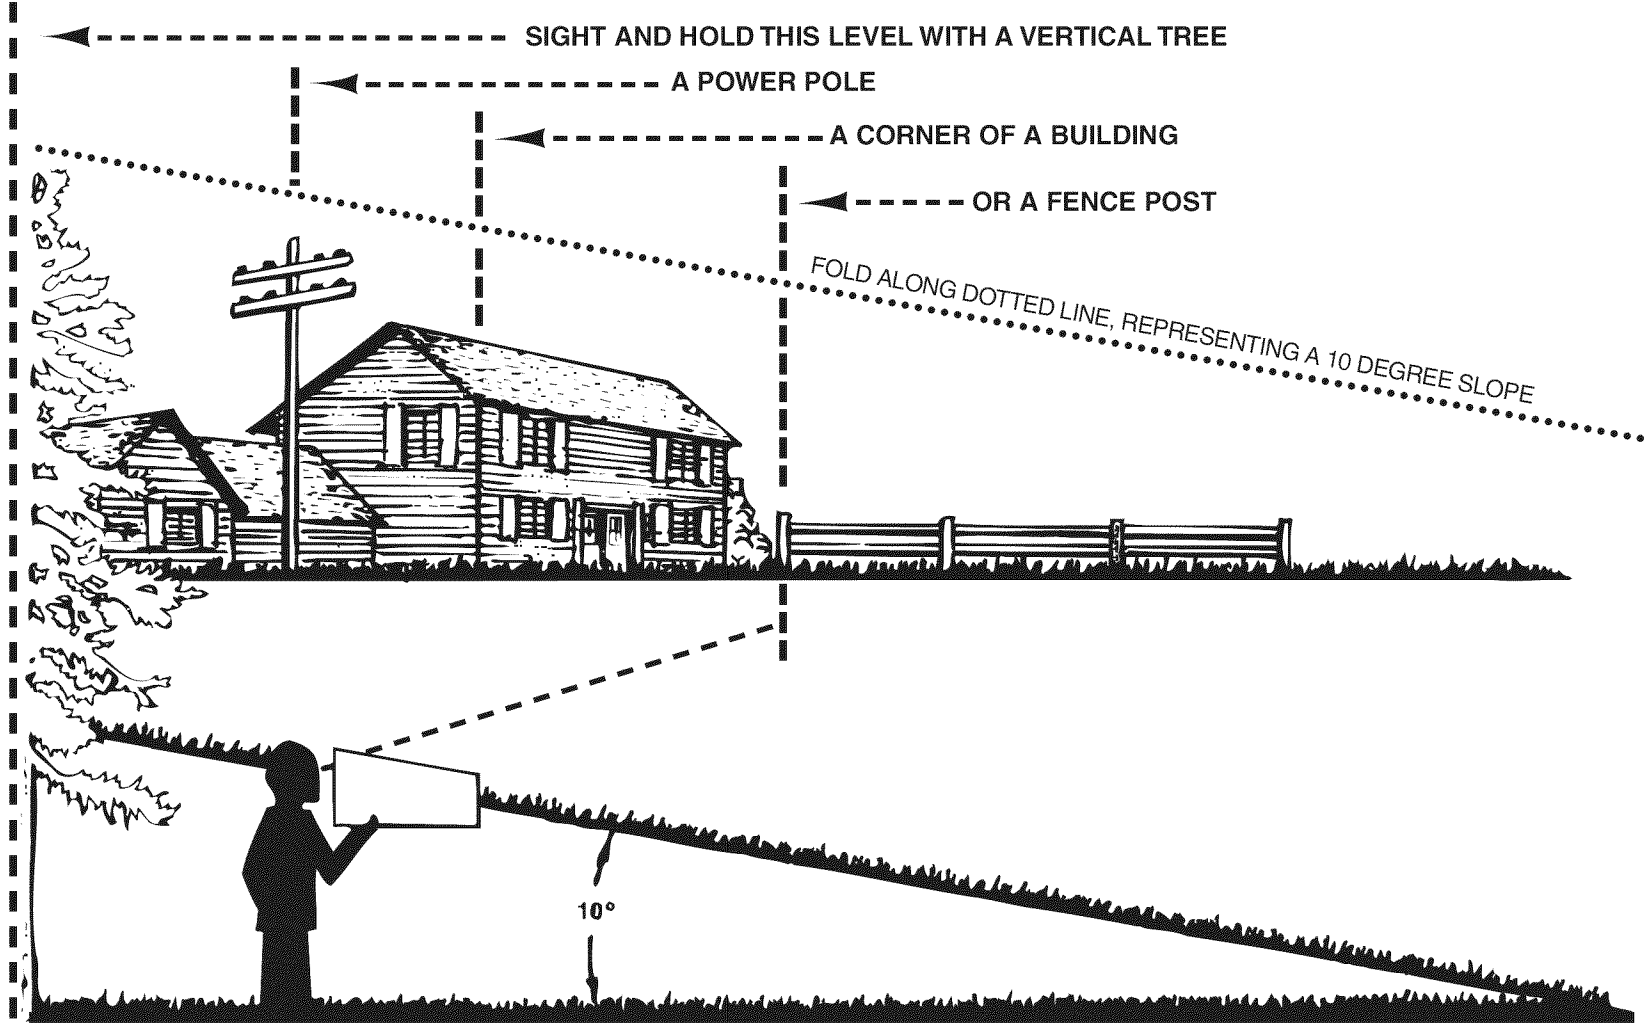 SIGHT AND HOLD THIS LEVEL WITH A VERTICAL TREE
A POWER POLE
A CORNER OF A BUILDING
OR A FENCE POST
FOLD ALONG DOTTED LINE, REPRESENTING A 10 DEGREE SLOPE
10°